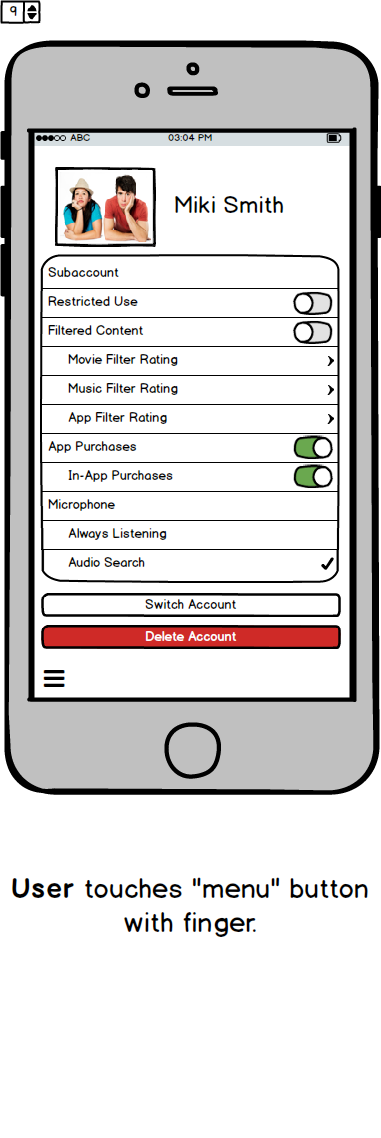 9
ABC 03:04 PM
Miki Smith
Subaccount
Restricted Use
Filtered Content
Movie Filter Rating
Music Filter Rating
App Filter Rating
App Purchases
In-App Purchases
Microphone
Always Listening
Audio Search
Switch Account
Delete Account
User touches "menu" button
with finger.